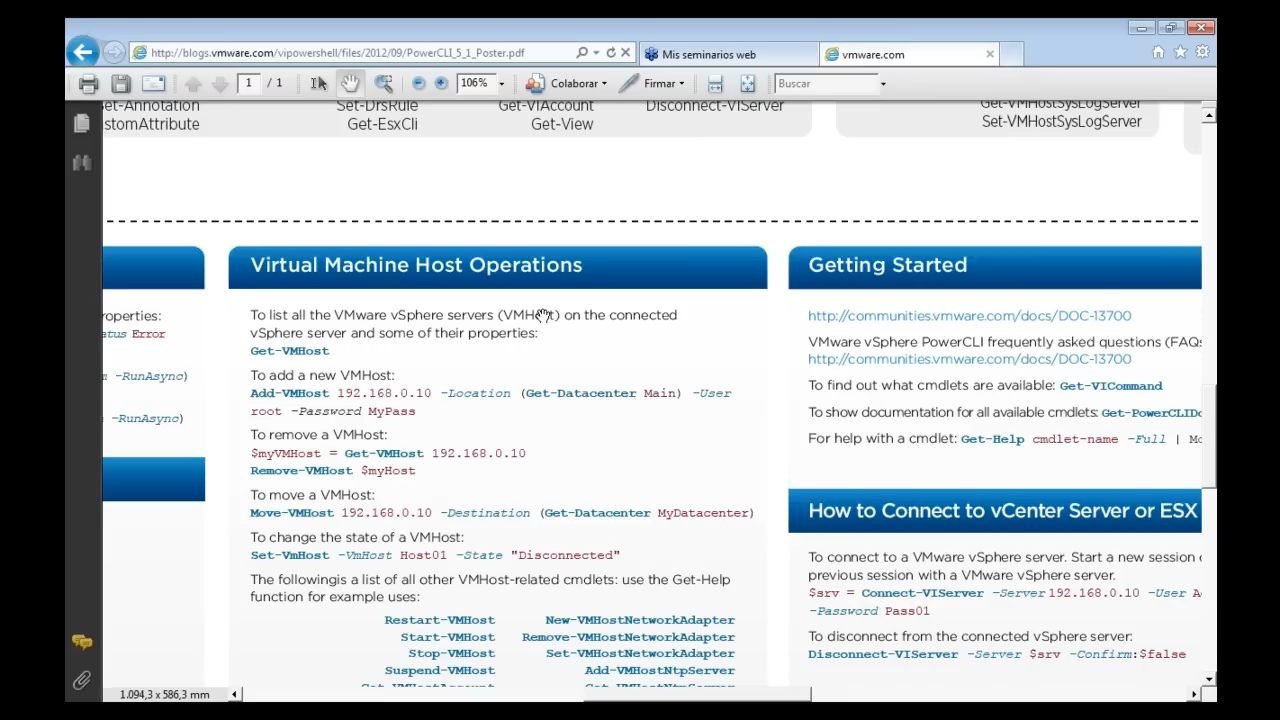 http://blogs.vmware.com/vipowershell/files/2012/09/PowerCLI_5_1_Poster.pdf
Mis seminarios web
vmware.com
1 / 1
106%
Colaborar
Firmar
Buscar
et-Annotation
stomAttribute
Set-DrsRule
Get-EsxCli
Get-VIAccount
Get-View
Disconnect-VIServer
Get-VMHostSysLogServer
Set-VMHostSysLogServer
roperties:
tatus Error
m -RunAsync)
m -RunAsync)
Virtual Machine Host Operations
To list all the VMware vSphere servers (VMHost) on the connected
vSphere server and some of their properties:
Get-VMHost
To add a new VMHost:
Add-VMHost 192.168.0.10 -Location (Get-Datacenter Main) -User
root -Password MyPass
To remove a VMHost:
$myVMHost = Get-VMHost 192.168.0.10
Remove-VMHost $myHost
To move a VMHost:
Move-VMHost 192.168.0.10 -Destination (Get-Datacenter MyDatacenter)
To change the state of a VMHost:
Set-VmHost -VmHost Host01 -State "Disconnected"
The followingis a list of all other VMHost-related cmdlets: use the Get-Help
function for example uses:
Restart-VMHost New-VMHostNetworkAdapter
Start-VMHost Remove-VMHostNetworkAdapter
Stop-VMHost Set-VMHostNetworkAdapter
Suspend-VMHost Add-VMHostNtpServer
Get-VMHostAccount Get-VMHostNtpServer
Getting Started
http://communities.vmware.com/docs/DOC-13700
VMware vSphere PowerCLI frequently asked questions (FAQs
http://communities.vmware.com/docs/DOC-13700
To find out what cmdlets are available: Get-VICommand
To show documentation for all available cmdlets: Get-PowerCLIDo
For help with a cmdlet: Get-Help cmdlet-name -Full | Mo
How to Connect to vCenter Server or ESX
To connect to a VMware vSphere server. Start a new session o
previous session with a VMware vSphere server.
$srv = Connect-VIServer -Server 192.168.0.10 -User A
-Password Pass01
To disconnect from the connected vSphere server:
Disconnect-VIServer -Server $srv -Confirm:$false
1.094,3 x 586,3 mm